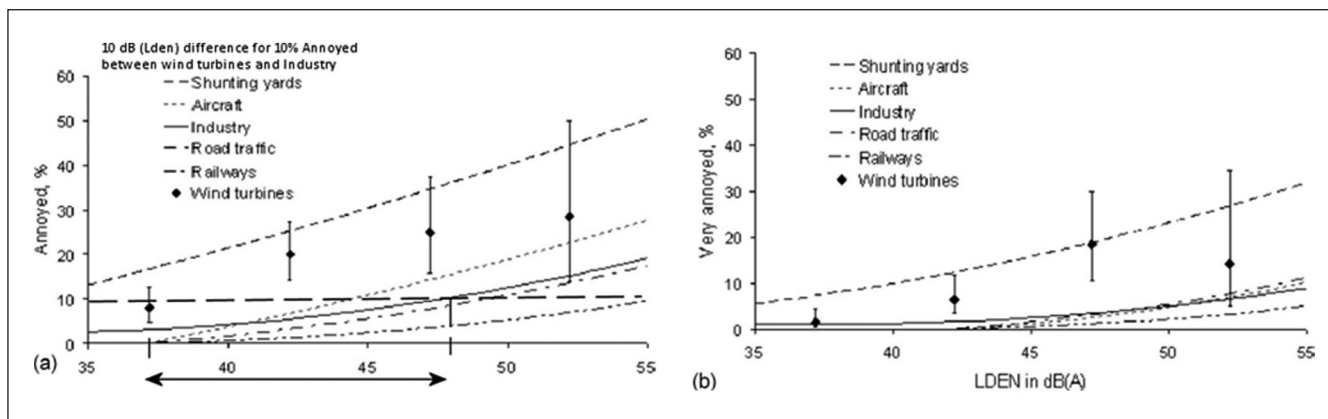 10 dB (Lden) difference for 10% Annoyed
between wind turbines and Industry
60
50
40
30
20
10
0
Annoyed, %
Shunting yards
Aircraft
Industry
Road traffic
Railways
Wind turbines
35
40
45
50
55
(a)
60
50
40
30
20
10
0
Very annoyed, %
Shunting yards
Aircraft
Industry
Road traffic
Railways
Wind turbines
35
40
45
50
55
(b)
LDEN in dB(A)